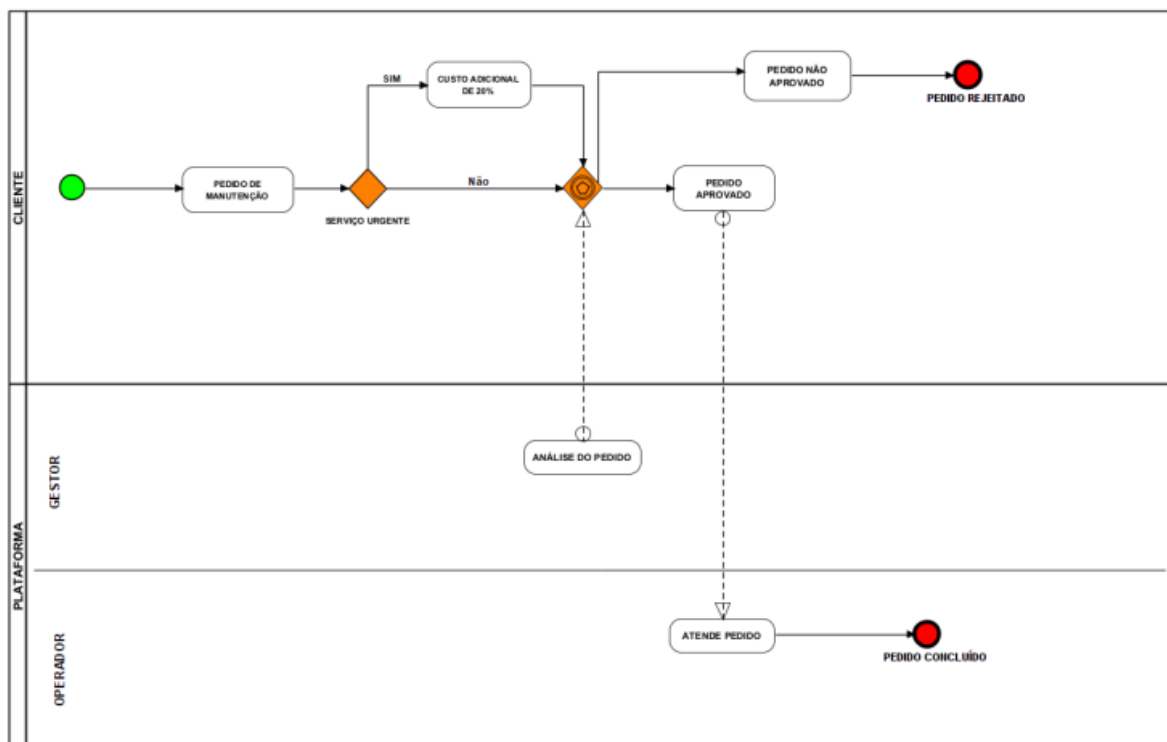 CLIENTE
PEDIDO DE
MANUTENÇÃO
SERVIÇO URGENTE
SIM
CUSTO ADICIONAL
DE 20%
Não
PEDIDO NÃO
APROVADO
PEDIDO REJEITADO
PEDIDO
APROVADO
PLATAFORMA
GESTOR
ANÁLISE DO PEDIDO
OPERADOR
ATENDE PEDIDO
PEDIDO CONCLUÍDO